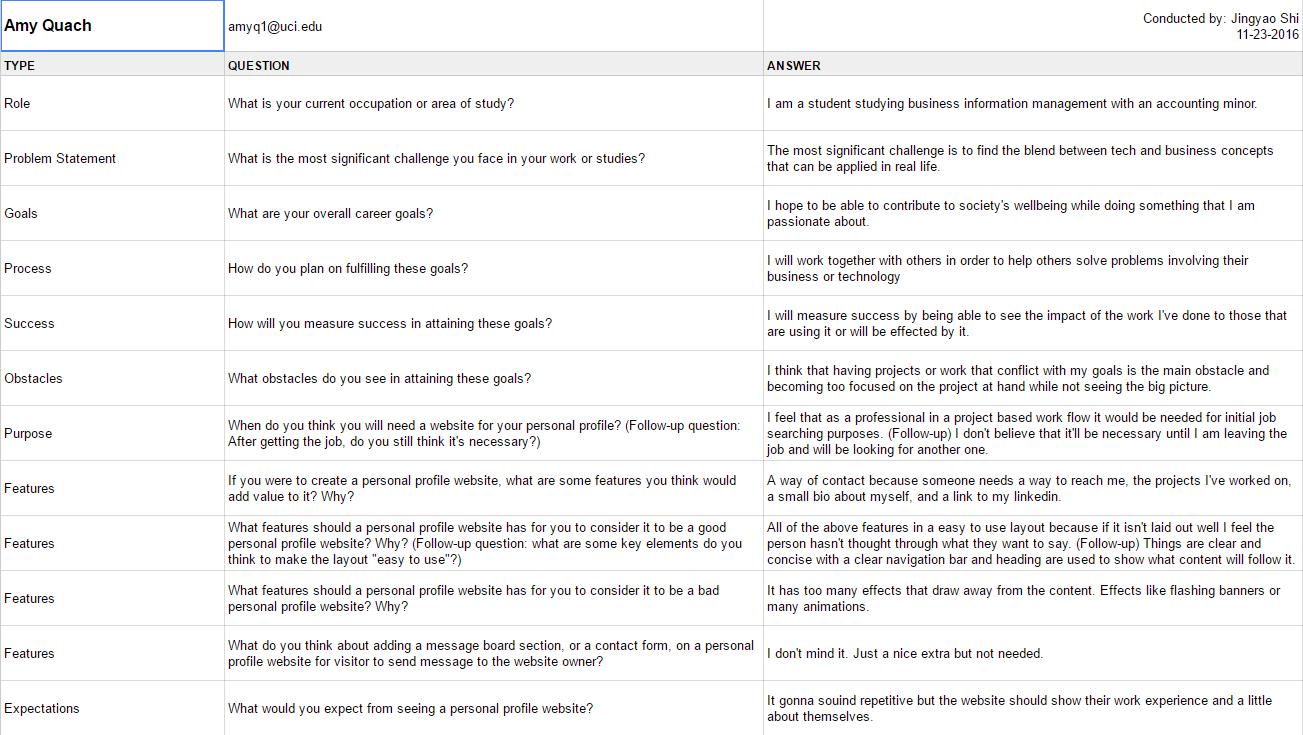 Amy Quach amyq1@uci.edu Conducted by: Jingyao Shi
11-23-2016
TYPE QUESTION ANSWER
Role What is your current occupation or area of study? I am a student studying business information management with an accounting minor.
Problem Statement What is the most significant challenge you face in your work or studies? The most significant challenge is to find the blend between tech and business concepts
that can be applied in real life.
Goals What are your overall career goals? I hope to be able to contribute to society's wellbeing while doing something that I am
passionate about.
Process How do you plan on fulfilling these goals? I will work together with others in order to help others solve problems involving their
business or technology
Success How will you measure success in attaining these goals? I will measure success by being able to see the impact of the work I've done to those that
are using it or will be effected by it.
Obstacles What obstacles do you see in attaining these goals? I think that having projects or work that conflict with my goals is the main obstacle and
becoming too focused on the project at hand while not seeing the big picture.
Purpose When do you think you will need a website for your personal profile? (Follow-up question:
After getting the job, do you still think it's necessary?)
I feel that as a professional in a project based work flow it would be needed for initial job
searching purposes. (Follow-up) I don't believe that it'll be necessary until I am leaving the
job and will be looking for another one.
Features If you were to create a personal profile website, what are some features you think would
add value to it? Why?
A way of contact because someone needs a way to reach me, the projects I've worked on,
a small bio about myself, and a link to my linkedin.
Features What features should a personal profile website has for you to consider it to be a good
personal profile website? Why? (Follow-up question: what are some key elements do you
think to make the layout "easy to use"?)
All of the above features in a easy to use layout because if it isn't laid out well I feel the
person hasn't thought through what they want to say. (Follow-up) Things are clear and
concise with a clear navigation bar and heading are used to show what content will follow it.
Features What features should a personal profile website has for you to consider it to be a bad
personal profile website? Why?
It has too many effects that draw away from the content. Effects like flashing banners or
many animations.
Features What do you think about adding a message board section, or a contact form, on a personal
profile website for visitor to send message to the website owner?
I don't mind it. Just a nice extra but not needed.
Expectations What would you expect from seeing a personal profile website? It gonna souind repetitive but the website should show their work experience and a little
about themselves.